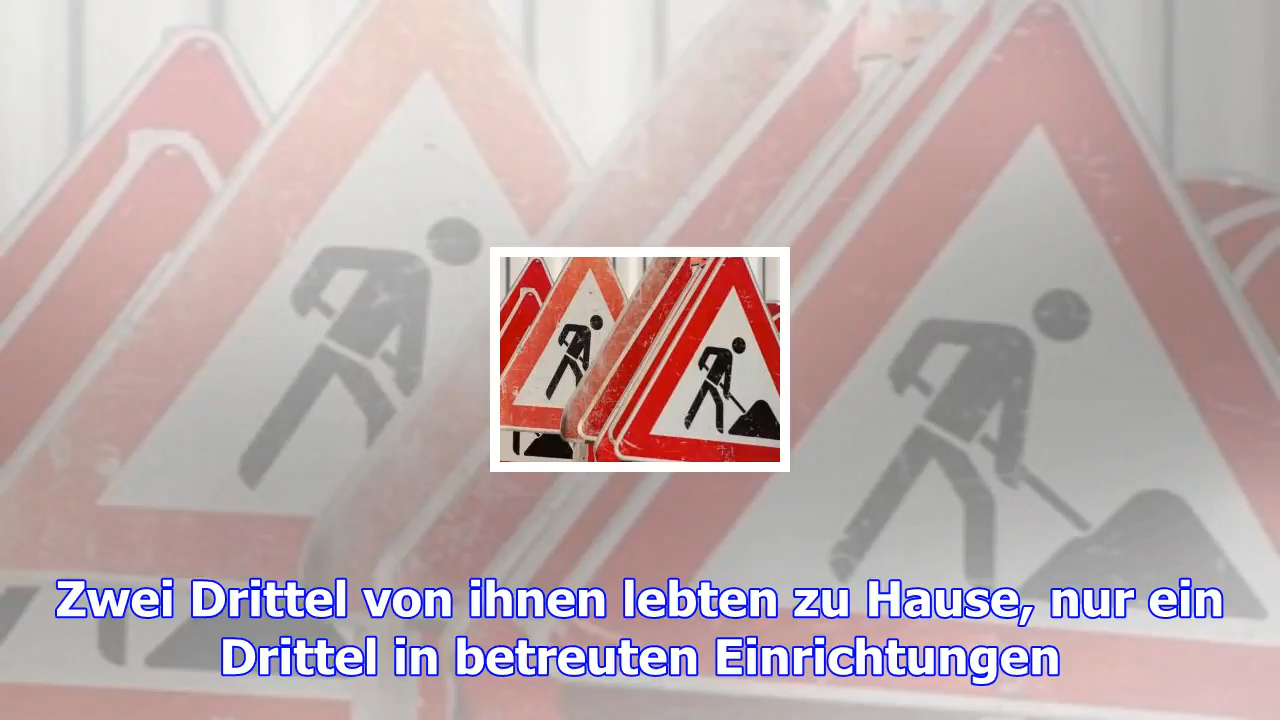 Zwei Drittel von ihnen lebten zu Hause, nur ein
Drittel in betreuten Einrichtungen